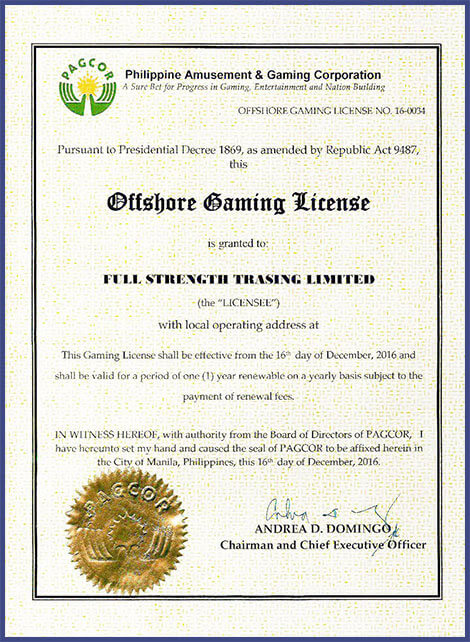 PAGCOR
Philippine Amusement & Gaming Corporation
A Sure Bet for Progress in Gaming, Entertainment and Nation Building
OFFSHORE GAMING LICENSE NO. 16-0034
Pursuant to Presidential Decree 1869, as amended by Republic Act 9487,
this
Offshore Gaming License
is granted to:
FULL STRENGTH TRASING LIMITED
(the "LICENSEE")
with local operating address at
This Gaming License shall be effective from the 16th day of December, 2016 and
shall be valid for a period of one (1) year renewable on a yearly basis subject to the
payment of renewal fees.
IN WITNESS HEREOF, with authority from the Board of Directors of PAGCOR, I
have hereunto set my hand and caused the seal of PAGCOR to be affixed herein in
the City of Manila, Philippines, this 16th day of December, 2016.
PAGCOR
ANDREA D. DOMINGO
Chairman and Chief Executive Officer